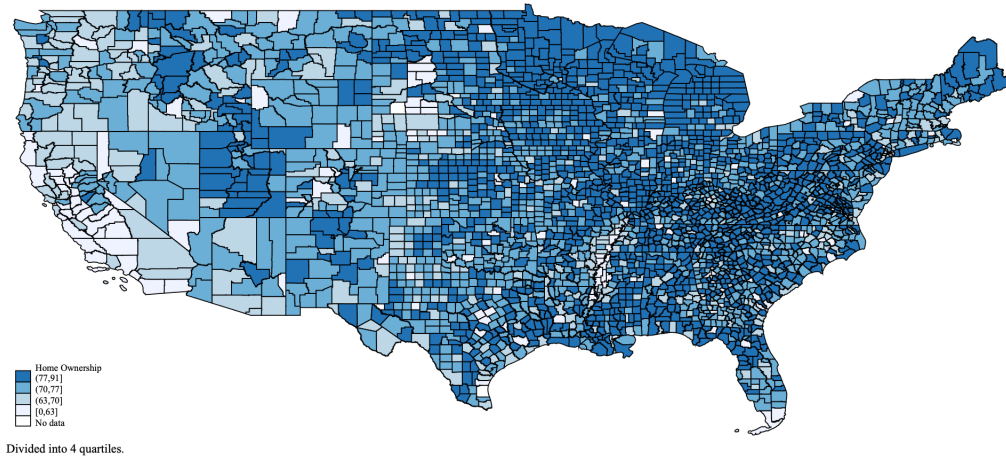 Home Ownership
(77,91]
(70,77]
(63,70]
[0,63]
No data
Divided into 4 quartiles.